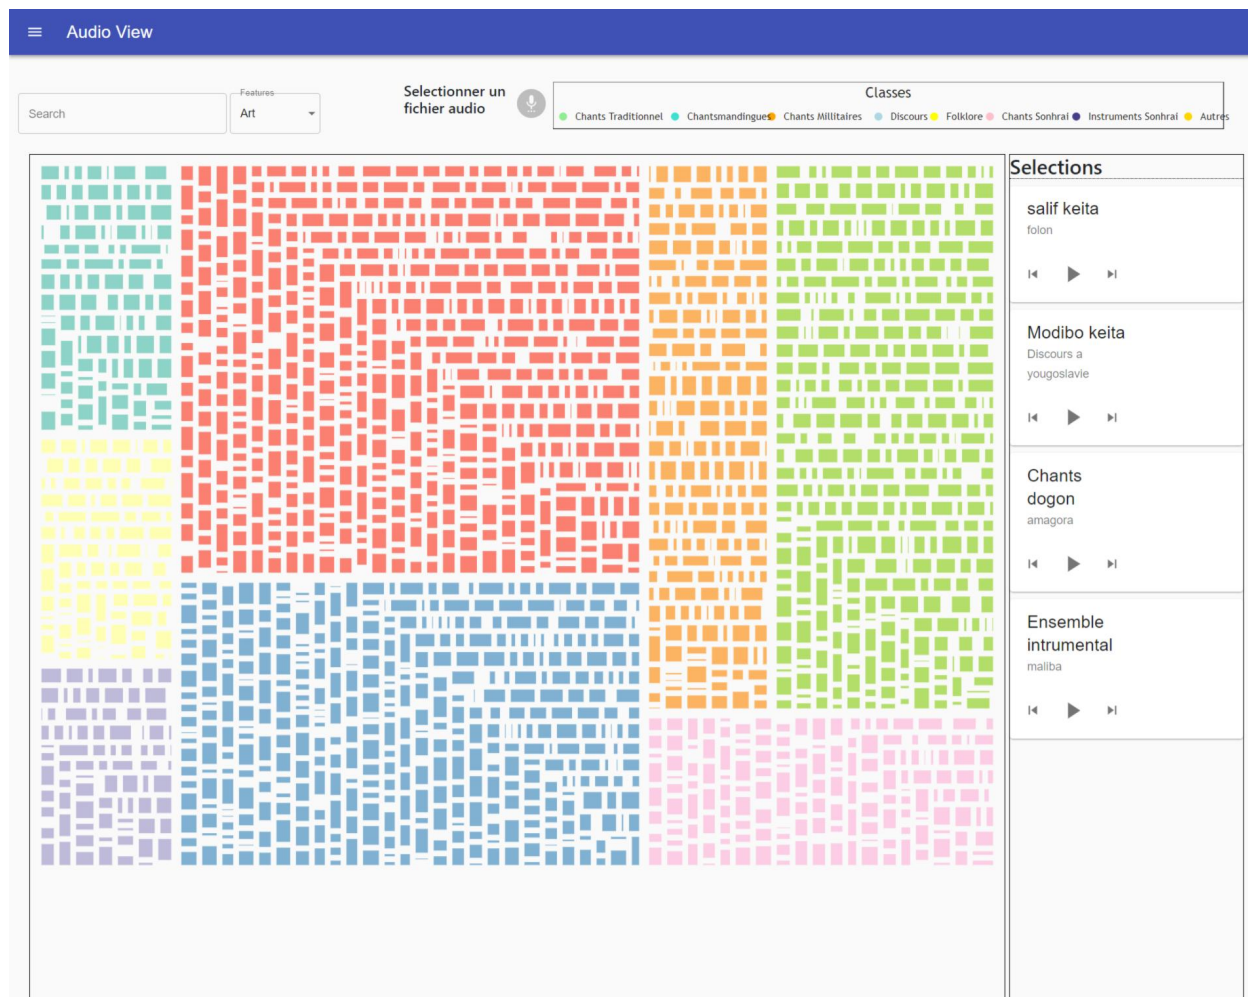 Audio View
Search
Features
Art
Selectionner un
fichier audio
Classes
Chants Traditionnel Chantsmandingues Chants Millitaires Discours Folklore Chants Sonhrai Instruments Sonhrai Autres
Selections
salif keita
folon
Modibo keita
Discours a
yougoslavie
Chants
dogon
amagora
Ensemble
intrumental
maliba